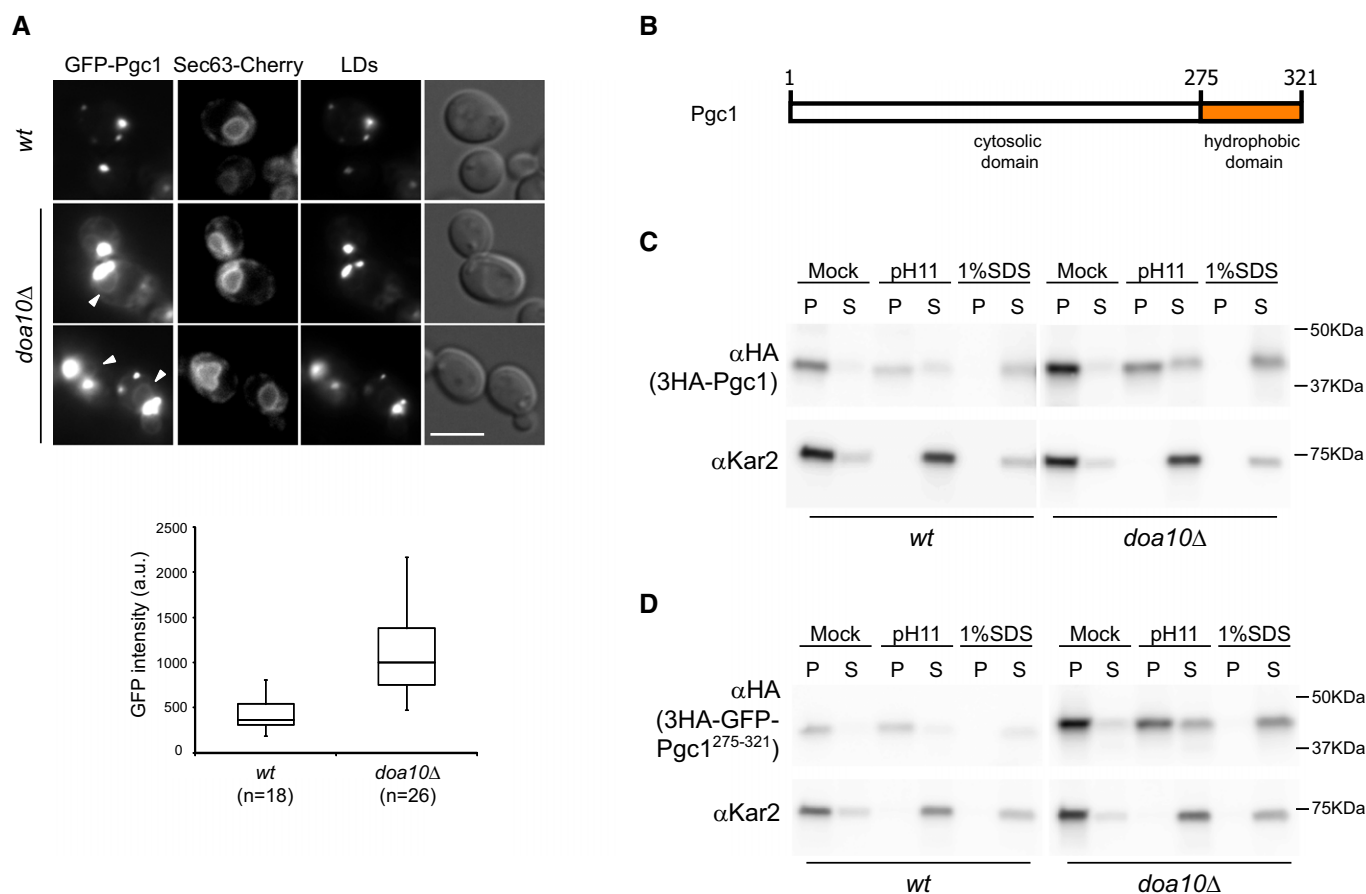 A
GFP-Pgc1 Sec63-Cherry LDs
wt
doa10Δ
GFP intensity (a.u.)
2500
2000
1500
1000
500
0
wt
(n=18)
doa10Δ
(n=26)
B
1 275 321
Pgc1
cytosolic
domain
hydrophobic
domain
C
Mock pH11 1%SDS Mock pH11 1%SDS
P S P S P S P S P S P S
αHA
(3HA-Pgc1)
50KDa
37KDa
αKar2
75KDa
wt doa10Δ
D
Mock pH11 1%SDS Mock pH11 1%SDS
P S P S P S P S P S P S
αHA
(3HA-GFP-
Pgc1275-321)
50KDa
37KDa
αKar2
75KDa
wt doa10Δ